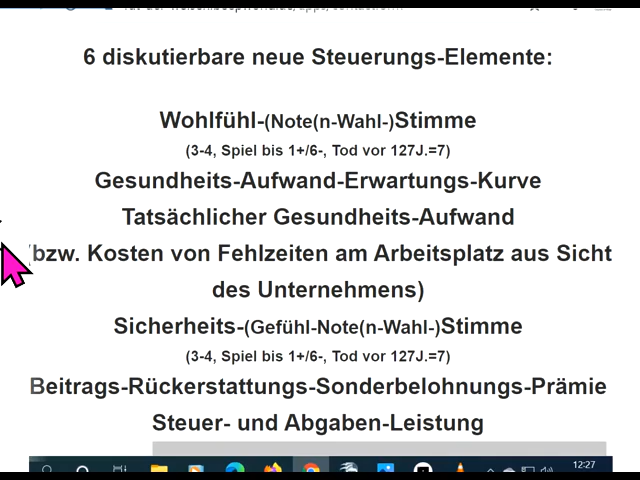 6 diskutierbare neue Steuerungs-Elemente:
Wohlfühl-(Note(n-Wahl-)Stimme
(3-4, Spiel bis 1+/6-, Tod vor 127J.=7)
Gesundheits-Aufwand-Erwartungs-Kurve
Tatsächlicher Gesundheits-Aufwand
(bzw. Kosten von Fehlzeiten am Arbeitsplatz aus Sicht
des Unternehmens)
Sicherheits-(Gefühl-Note(n-Wahl-)Stimme
(3-4, Spiel bis 1+/6-, Tod vor 127J.=7)
Beitrags-Rückerstattungs-Sonderbelohnungs-Prämie
Steuer- und Abgaben-Leistung
12:27